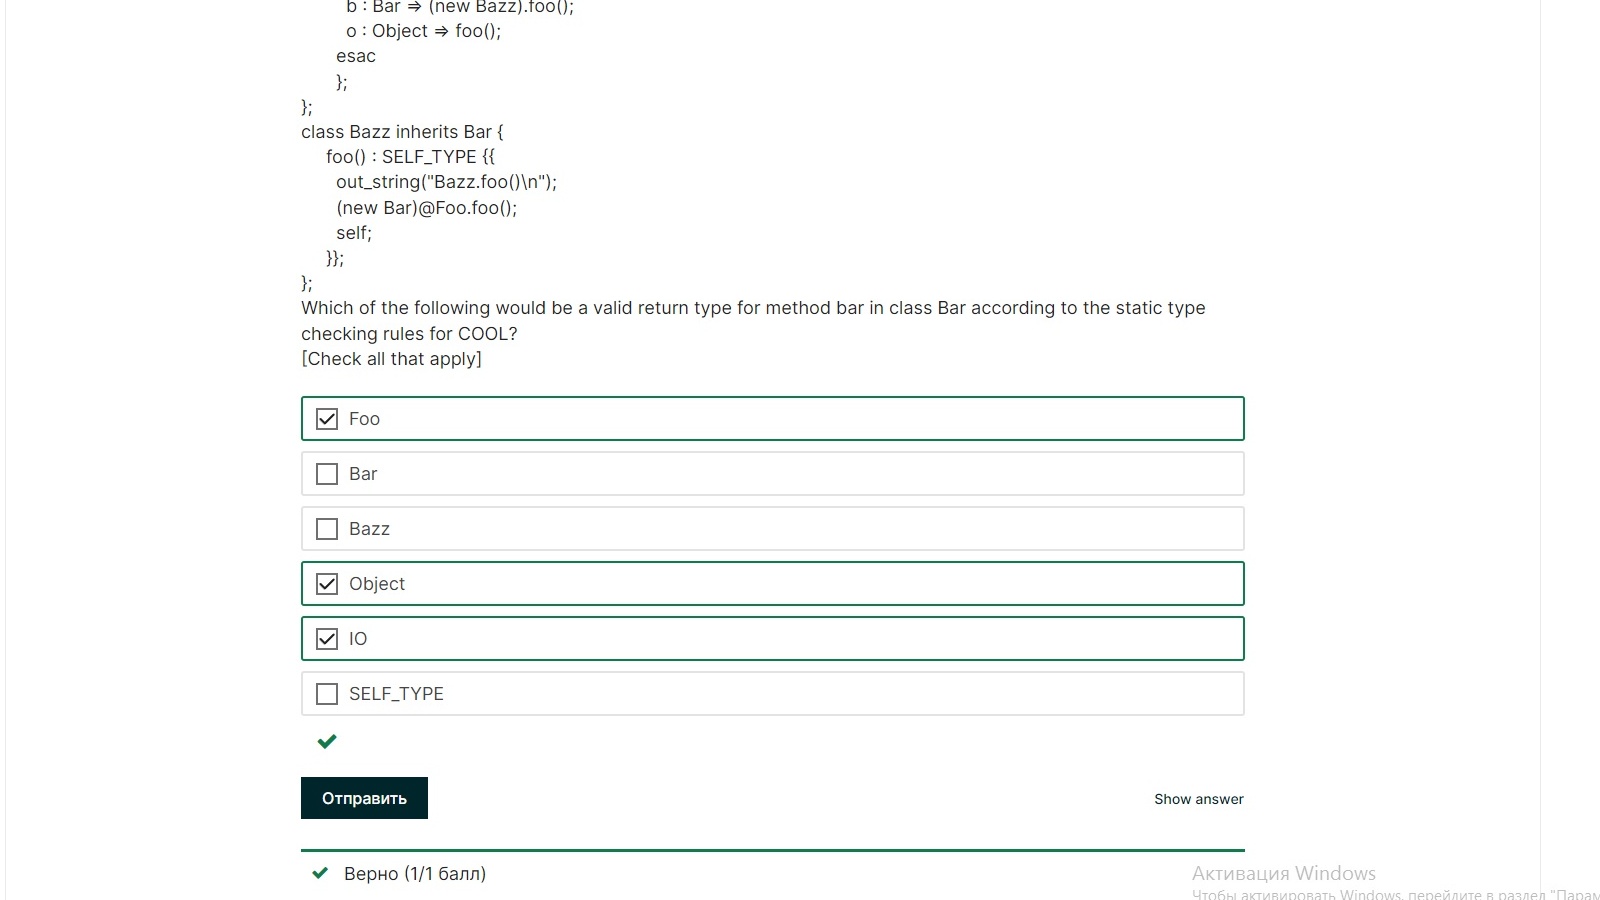 b : Bar => (new Bazz).foo();
o : Object => foo();
esac
};
};
class Bazz inherits Bar {
foo() : SELF_TYPE {{
out_string("Bazz.foo()\n");
(new Bar)@Foo.foo();
self;
}};
};
Which of the following would be a valid return type for method bar in class Bar according to the static type
checking rules for COOL?
[Check all that apply]
Foo
Bar
Bazz
Object
IO
SELF_TYPE
Отправить
Show answer
Верно (1/1 балл)
Активация Windows
Чтобы активировать Windows, перейдите в раздел "Парам